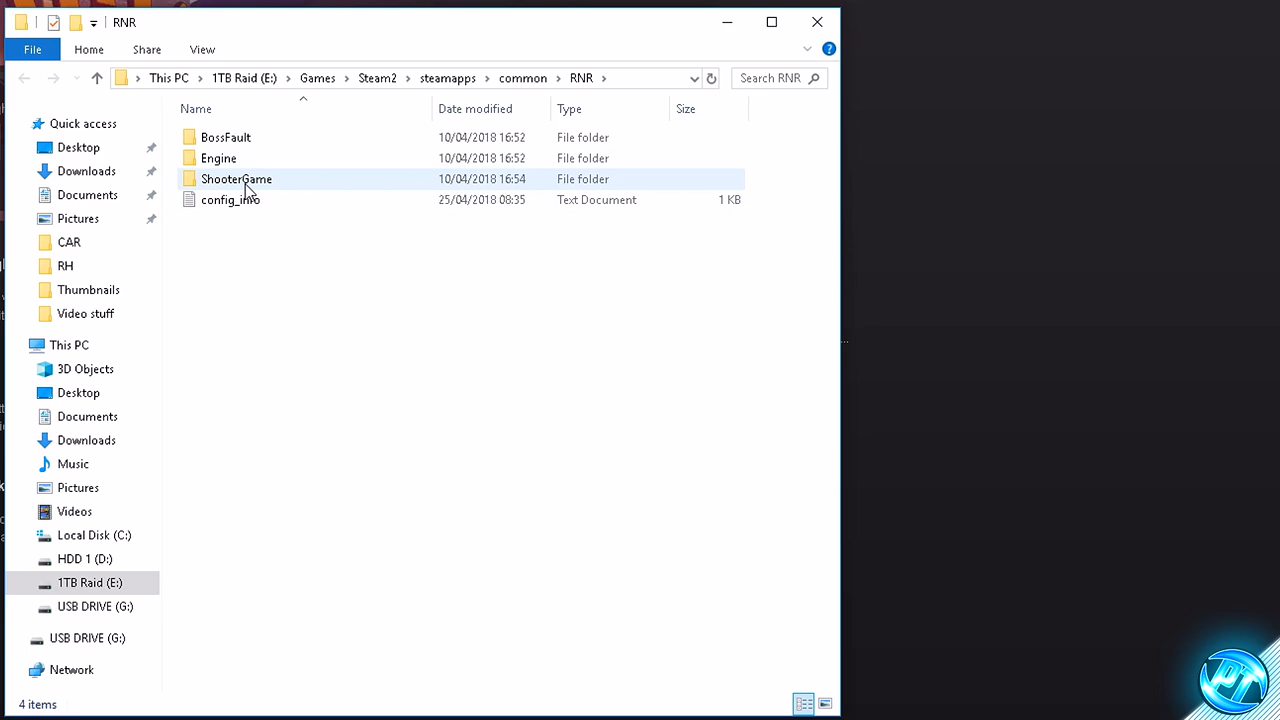 RNR
File Home Share View
This PC 1TB Raid (E:) Games Steam2 steamapps common RNR Search RNR
Name Date modified Type Size
BossFault 10/04/2018 16:52 File folder
Engine 10/04/2018 16:52 File folder
ShooterGame 10/04/2018 16:54 File folder
config_info 25/04/2018 08:35 Text Document 1 KB
Quick access
Desktop
Downloads
Documents
Pictures
CAR
RH
Thumbnails
Video stuff
This PC
3D Objects
Desktop
Documents
Downloads
Music
Pictures
Videos
Local Disk (C:)
HDD 1 (D:)
1TB Raid (E:)
USB DRIVE (G:)
USB DRIVE (G:)
Network
4 items
PT